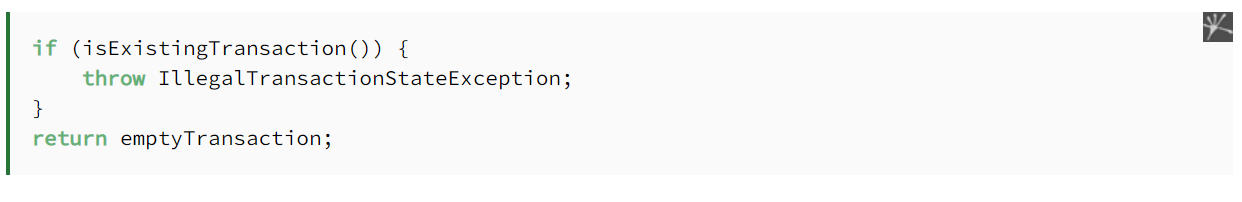 if (isExistingTransaction()) {
    throw IllegalTransactionStateException;
}
return emptyTransaction;